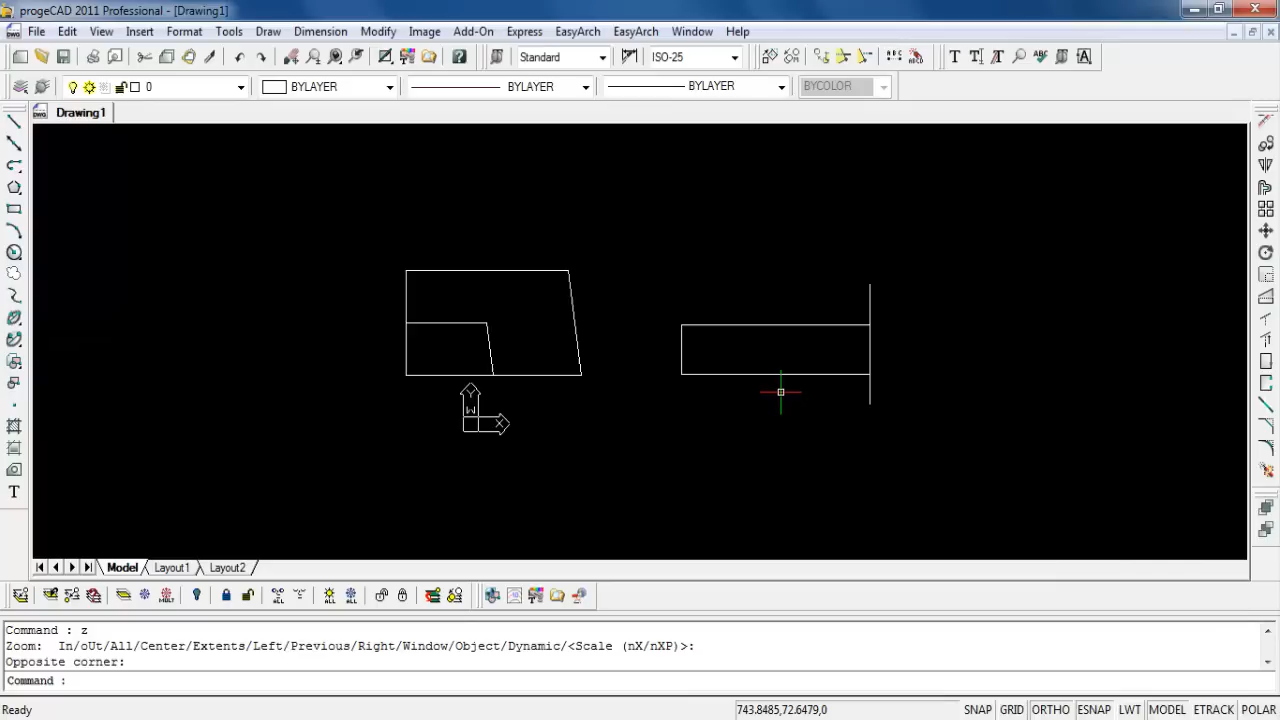 progeCAD 2011 Professional - [Drawing1]
File Edit View Insert Format Tools Draw Dimension Modify Image Add-On Express EasyArch EasyArch Window Help
Standard ISO-25
0 BYLAYER BYLAYER BYLAYER BYCOLOR
Drawing1
Y
W
X
Model Layout1 Layout2
Command : z
Zoom: In/oUt/All/Center/Extents/Left/Previous/Right/Window/Object/Dynamic/<Scale (nX/nXP)>:
Opposite corner:
Command :
Ready 743.8485,72.6479,0 SNAP GRID ORTHO ESNAP LWT MODEL ETRACK POLAR